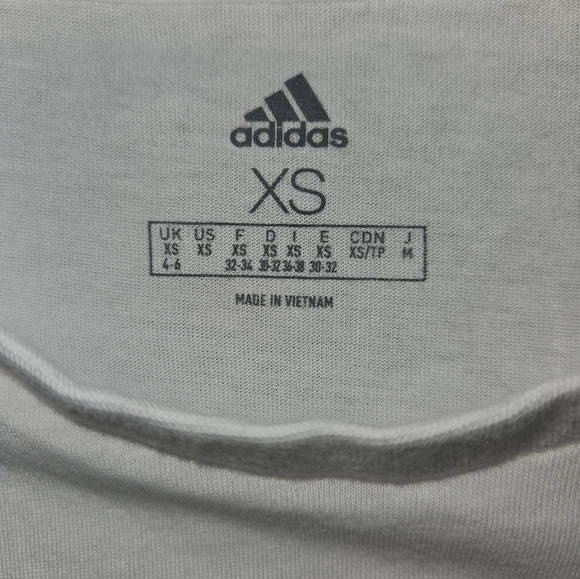 adidas
XS
UK US F D I E CDN J
XS XS XS XS XS XS XS/TP M
4-6 32-34 30-32 36-38 30-32
MADE IN VIETNAM